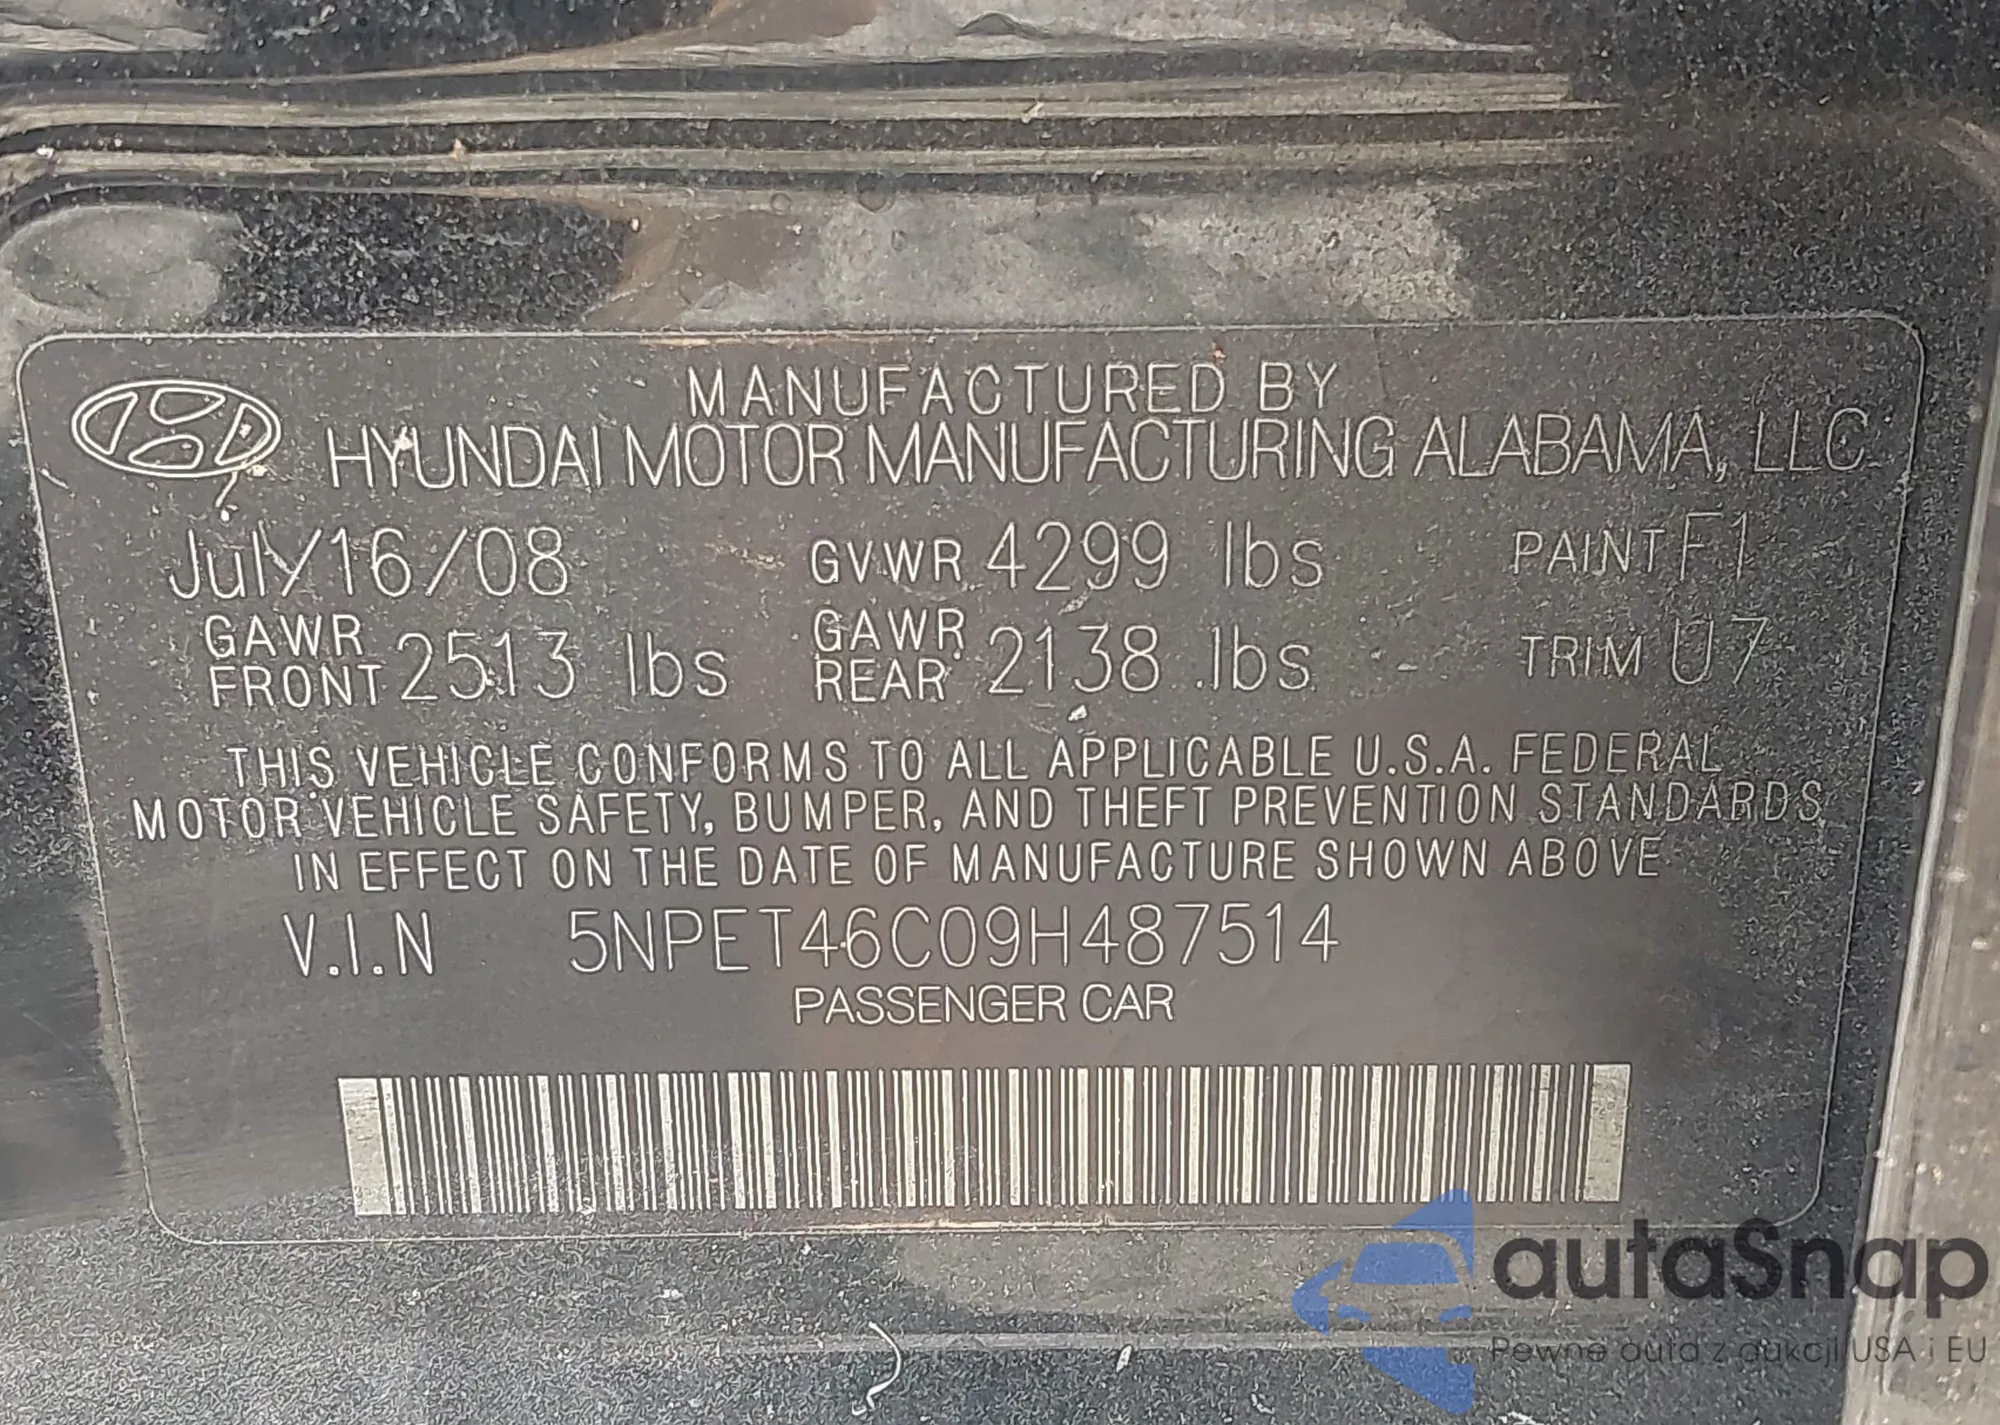 MANUFACTURED BY
HYUNDAI MOTOR MANUFACTURING ALABAMA, LLC
July/16/08 GVWR 4299 lbs PAINT F1
GAWR FRONT 2513 lbs GAWR REAR 2138 lbs TRIM U7
THIS VEHICLE CONFORMS TO ALL APPLICABLE U.S.A. FEDERAL
MOTOR VEHICLE SAFETY, BUMPER, AND THEFT PREVENTION STANDARDS
IN EFFECT ON THE DATE OF MANUFACTURE SHOWN ABOVE
V.I.N 5NPET46C09H487514
PASSENGER CAR
autaSnap
Pewne auta z aukcji USA i EU